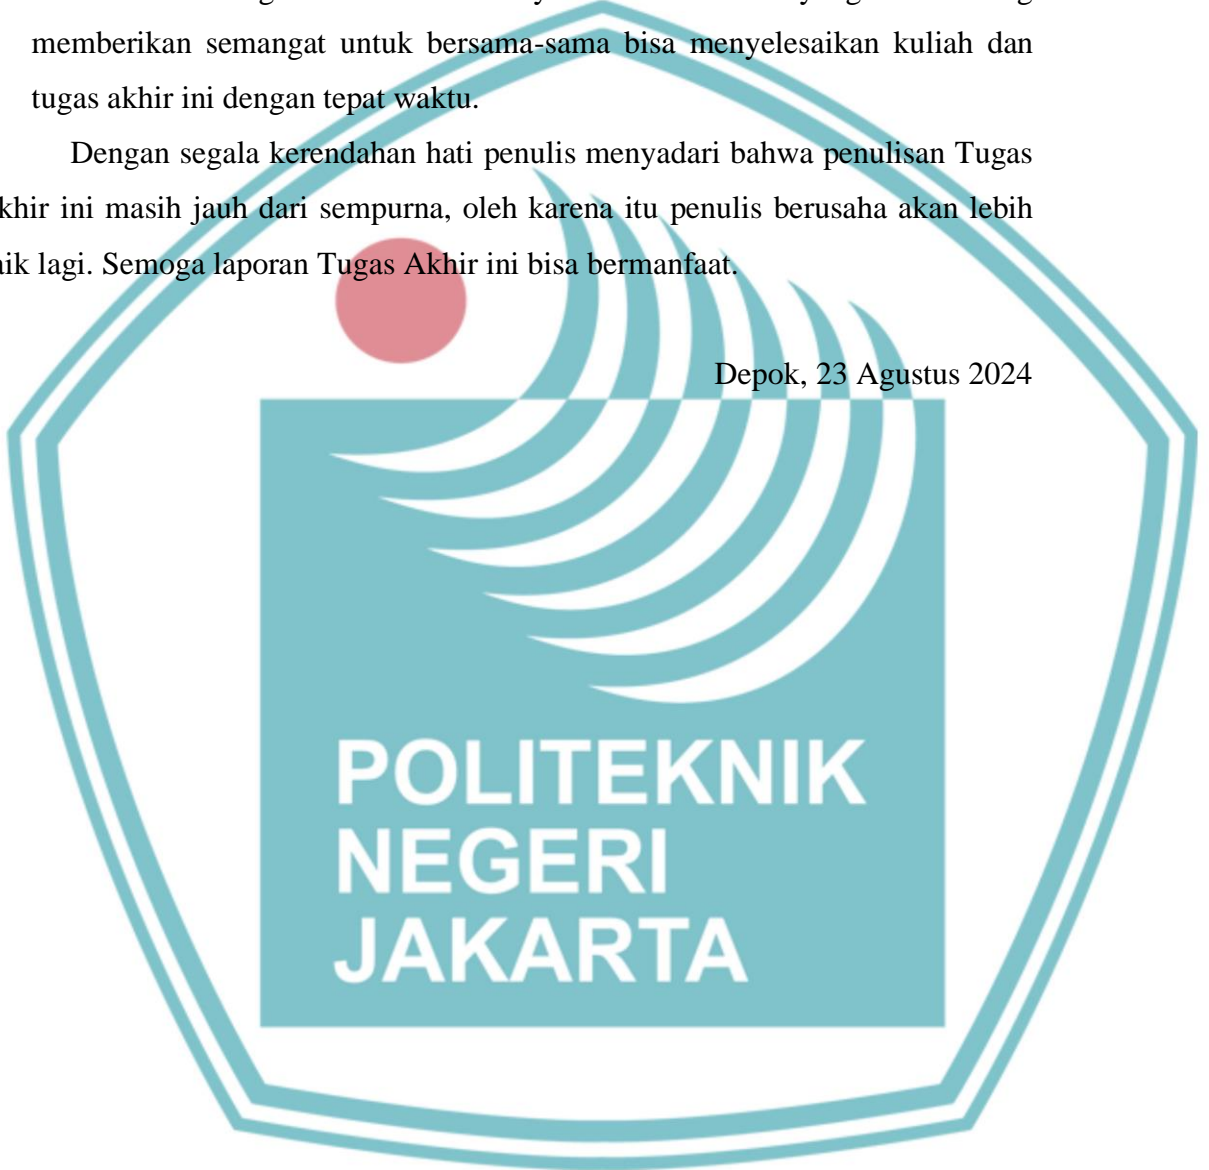 memberikan semangat untuk bersama-sama bisa menyelesaikan kuliah dan
tugas akhir ini dengan tepat waktu.
Dengan segala kerendahan hati penulis menyadari bahwa penulisan Tugas
khir ini masih jauh dari sempurna, oleh karena itu penulis berusaha akan lebih
aik lagi. Semoga laporan Tugas Akhir ini bisa bermanfaat.
Depok, 23 Agustus 2024
POLITEKNIK
NEGERI
JAKARTA